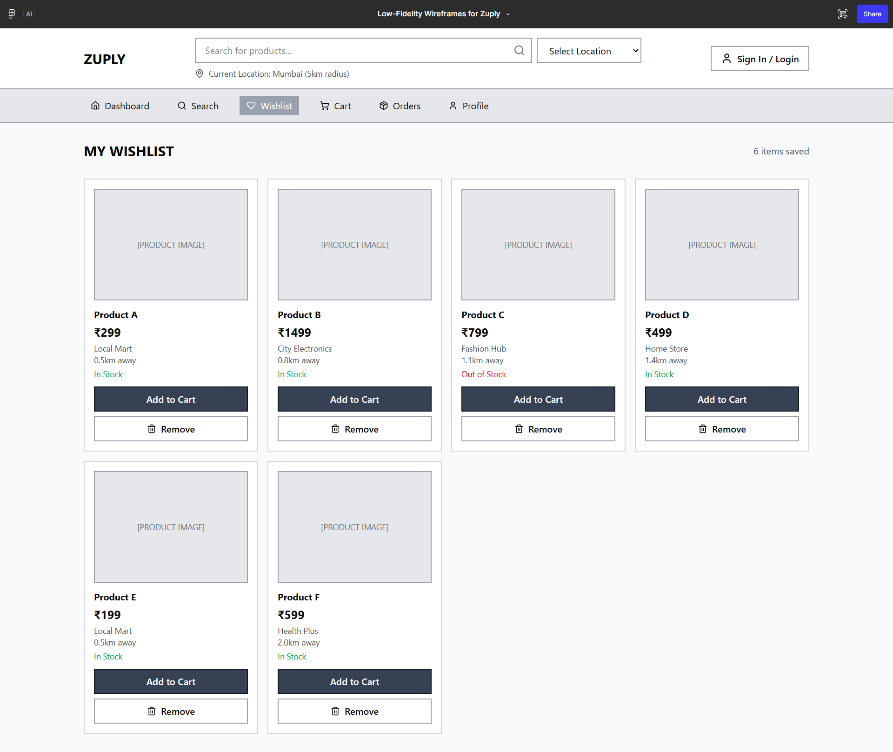 AI
Low-Fidelity Wireframes for Zuply
Share
ZUPLY
Search for products...
Select Location
Current Location: Mumbai (5km radius)
Sign In / Login
Dashboard
Search
Wishlist
Cart
Orders
Profile
MY WISHLIST
6 items saved
[PRODUCT IMAGE]
Product A
₹299
Local Mart
0.5km away
In Stock
Add to Cart
Remove
[PRODUCT IMAGE]
Product B
₹1499
City Electronics
0.8km away
In Stock
Add to Cart
Remove
[PRODUCT IMAGE]
Product C
₹799
Fashion Hub
1.1km away
Out of Stock
Add to Cart
Remove
[PRODUCT IMAGE]
Product D
₹499
Home Store
1.4km away
In Stock
Add to Cart
Remove
[PRODUCT IMAGE]
Product E
₹199
Local Mart
0.5km away
In Stock
Add to Cart
Remove
[PRODUCT IMAGE]
Product F
₹599
Health Plus
2.0km away
In Stock
Add to Cart
Remove